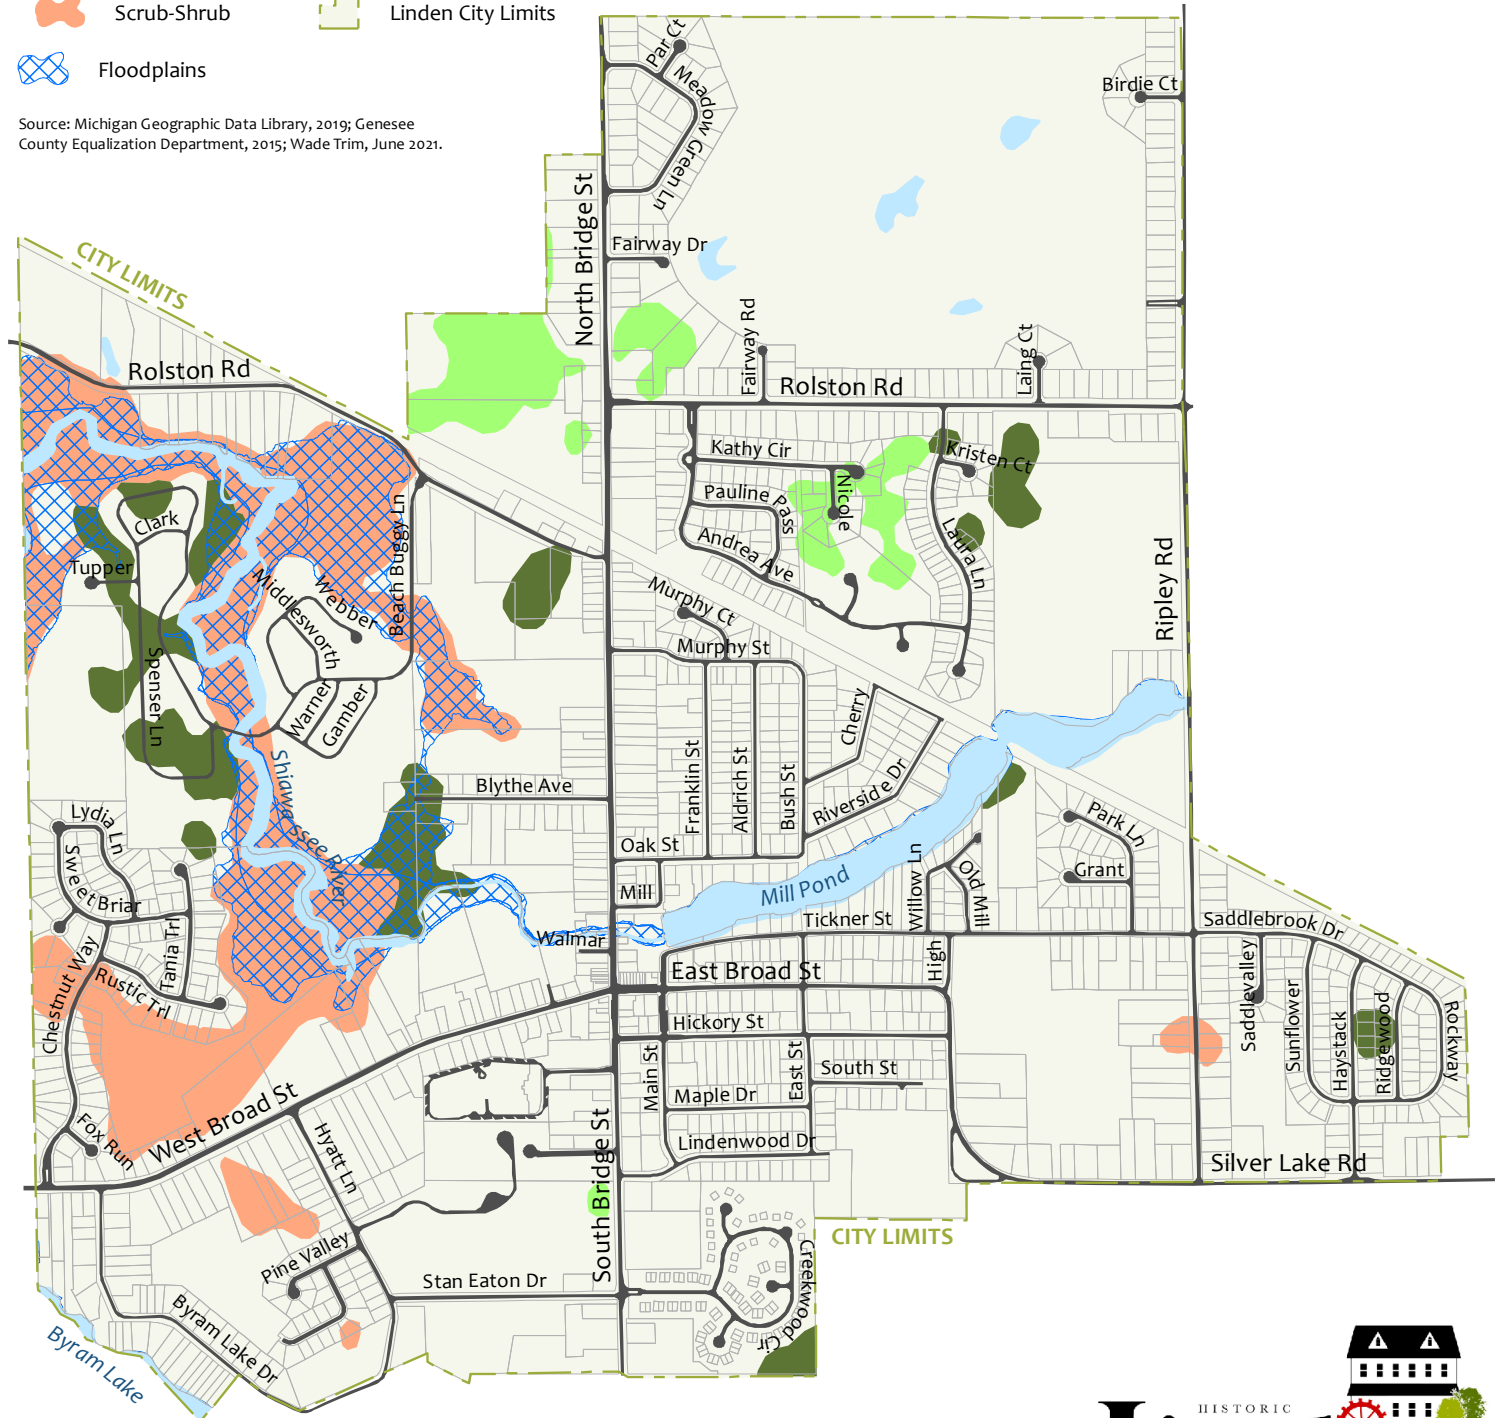 Scrub-Shrub
Linden City Limits
Floodplains
Source: Michigan Geographic Data Library, 2019; Genesee
County Equalization Department, 2015; Wade Trim, June 2021.
Par Ct
Meadow Green Ln
Birdie Ct
North Bridge St
Fairway Dr
CITY LIMITS
Rolston Rd
Fairway Rd
Rolston Rd
Laing Ct
Kathy Cir
Kristen Ct
Nicole
Pauline Pass
Andrea Ave
Laura Ln
Clark
Tupper
Beach Buggy Ln
Webber
Middlesworth
Warner
Gamber
Spenser Ln
Murphy Ct
Murphy St
Ripley Rd
Cherry
Franklin St
Aldrich St
Bush St
Riverside Dr
Blythe Ave
Shiawassee River
Oak St
Mill
Mill Pond
Willow Ln
Old Mill
Park Ln
Grant
Lydia Ln
Sweet Briar
Tania Trl
Rustic Trl
Chestnut Way
Tickner St
Walmar
East Broad St
High
Saddlebrook Dr
Saddlevalley
Sunflower
Haystack
Ridgewood
Rockway
Hickory St
Main St
East St
South St
Maple Dr
Lindenwood Dr
West Broad St
Fox Run
Hyatt Ln
South Bridge St
Silver Lake Rd
CITY LIMITS
Pine Valley
Stan Eaton Dr
Creekwood Cir
Byram Lake Dr
Byram Lake
HISTORIC